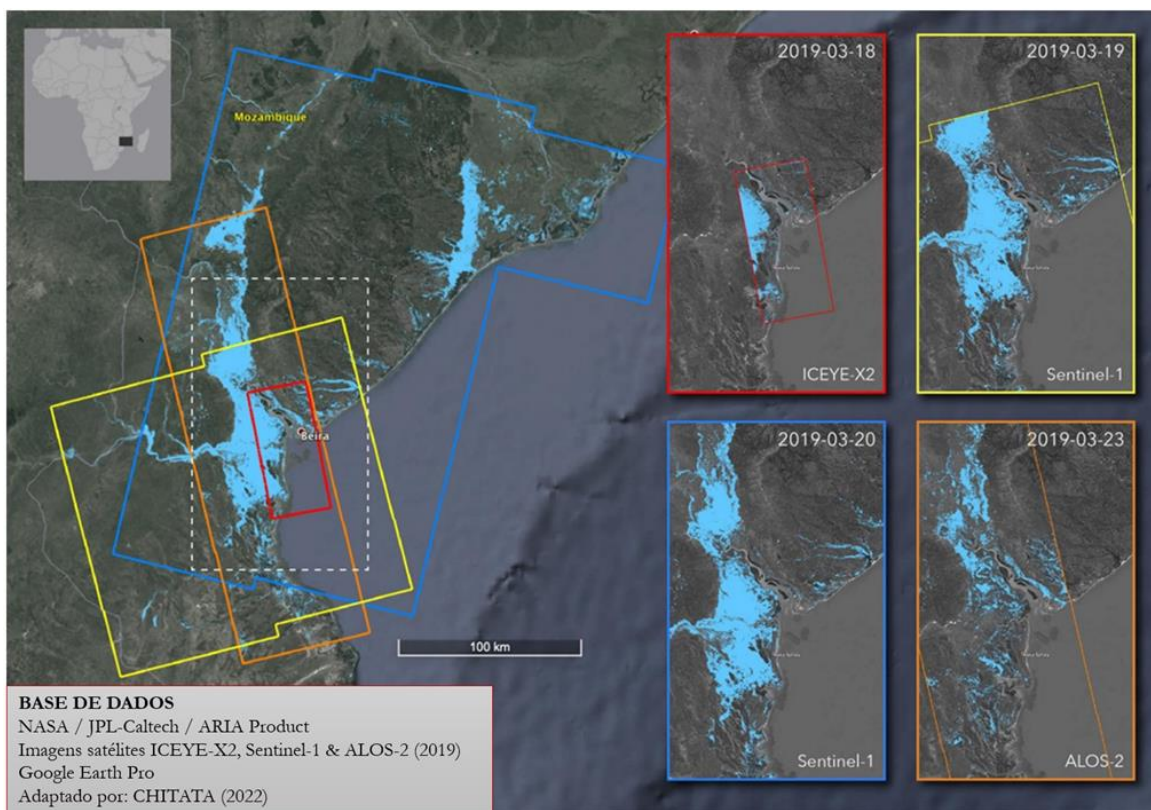 Mozambique
Beira
100 km
2019-03-18
ICEYE-X2
2019-03-19
Sentinel-1
2019-03-20
Sentinel-1
2019-03-23
ALOS-2
BASE DE DADOS
NASA / JPL-Caltech / ARIA Product
Imagens satélites ICEYE-X2, Sentinel-1 & ALOS-2 (2019)
Google Earth Pro
Adaptado por: CHITATA (2022)